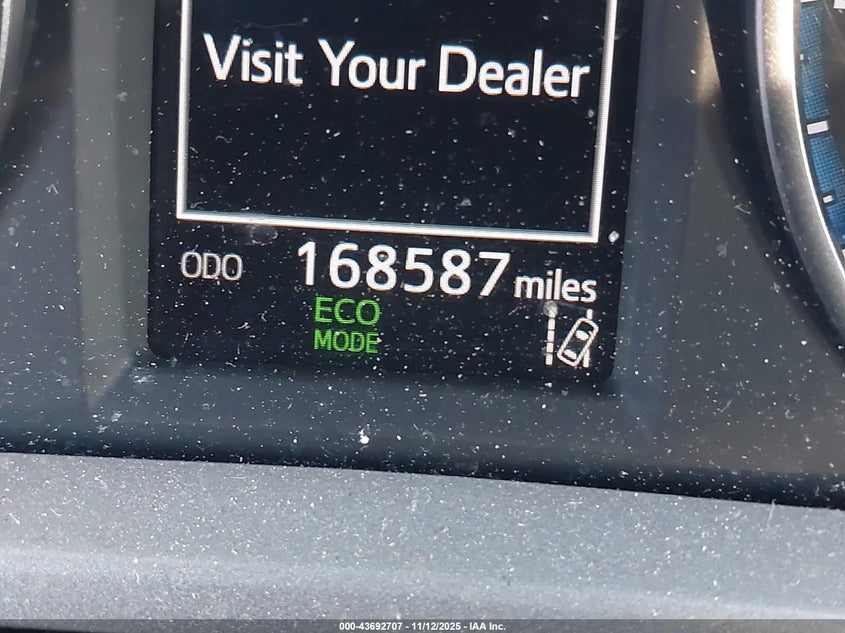 Visit Your Dealer
ODO 168587 miles
ECO
MODE
000-43692707 - 11/12/2025 - IAA Inc.